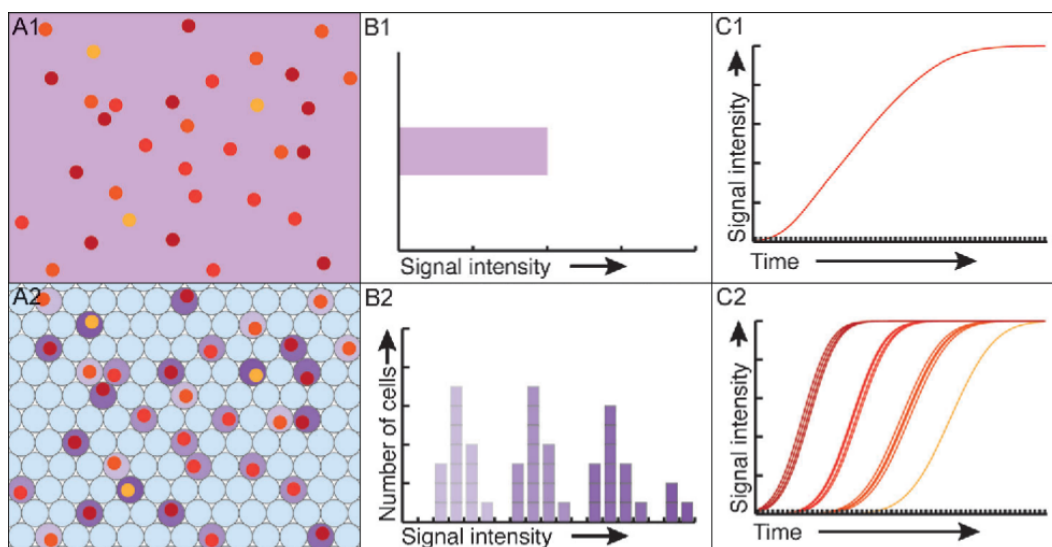 A1
B1
Signal intensity
C1
Signal intensity
Time
A2
B2
Number of cells
Signal intensity
C2
Signal intensity
Time